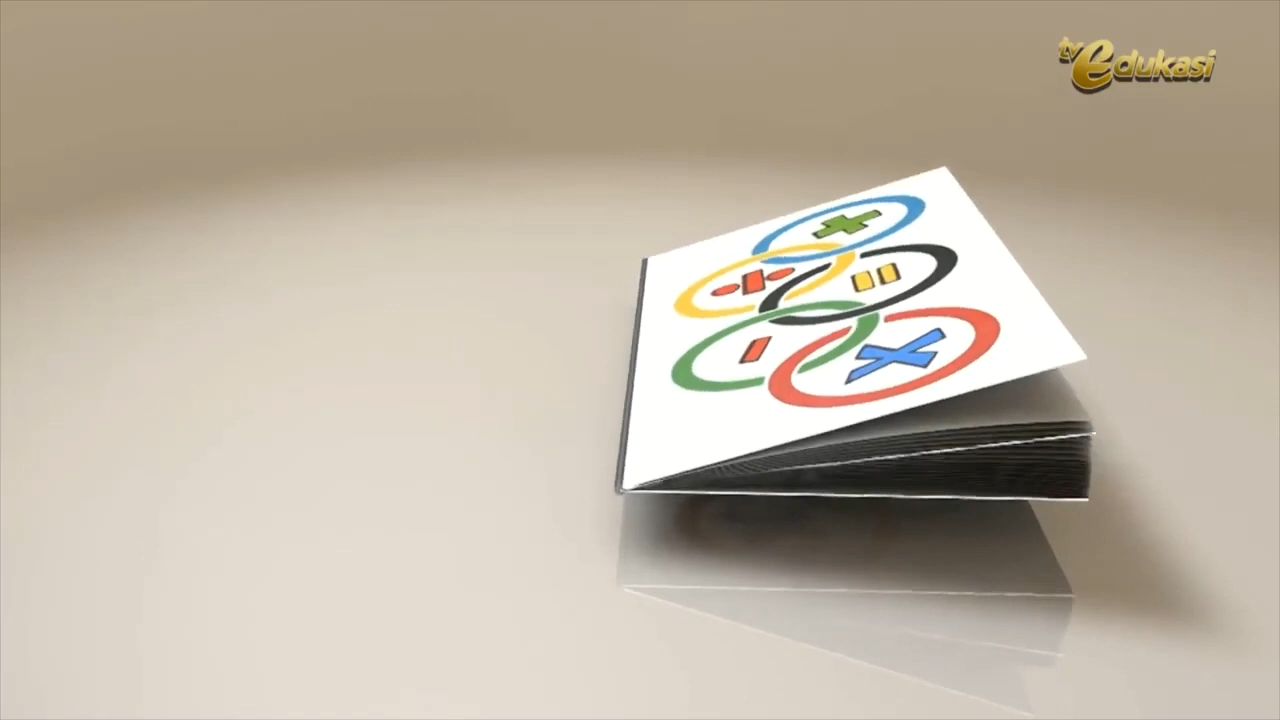 tv edukasi
+
÷ =
- x